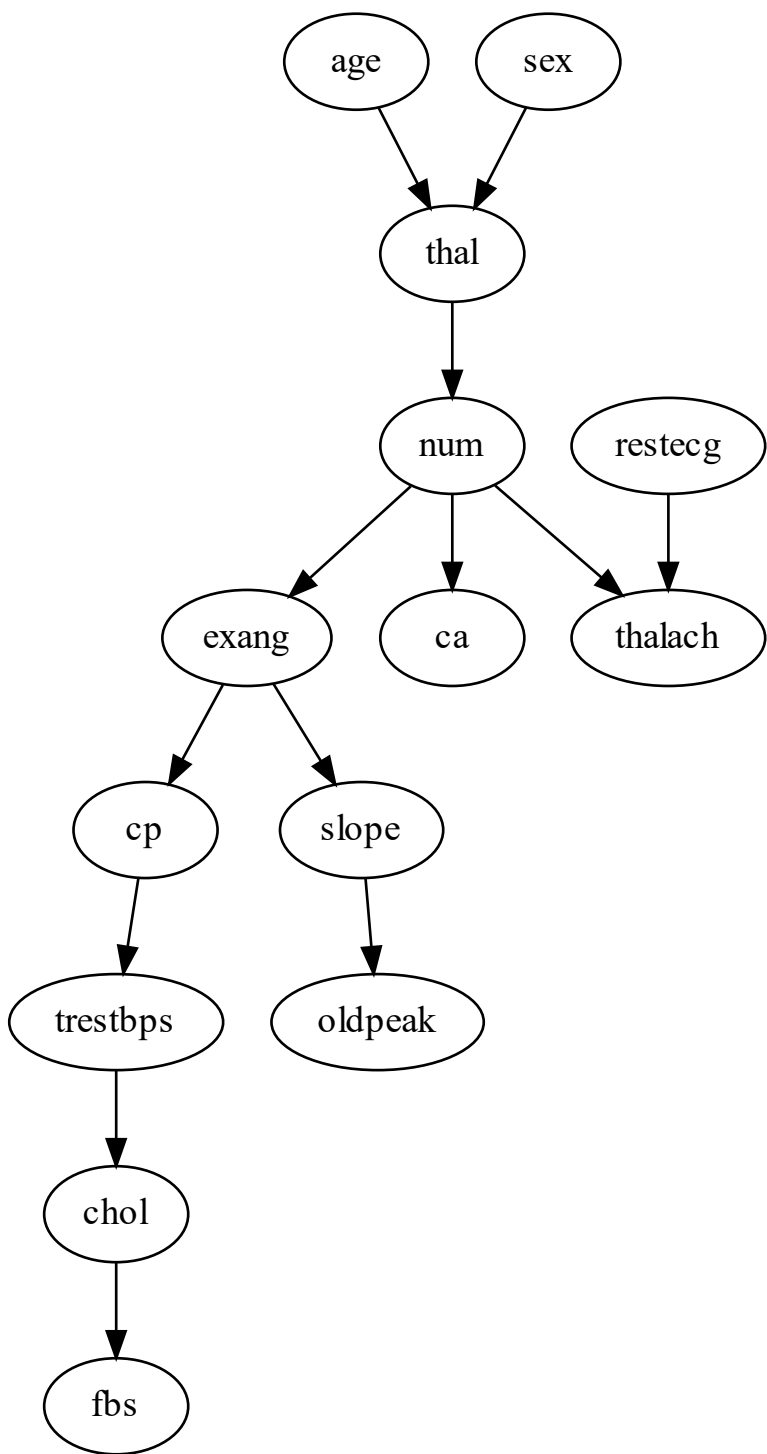 age
sex
thal
num
restecg
exang
ca
thalach
cp
slope
trestbps
oldpeak
chol
fbs